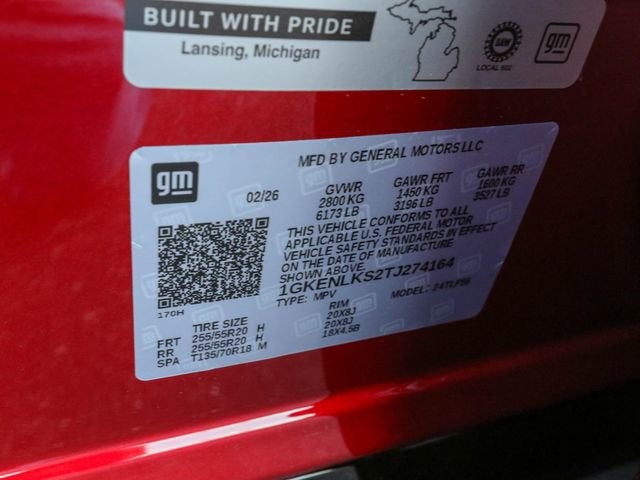 BUILT WITH PRIDE
Lansing, Michigan
UAW
LOCAL 602
gm
MFD BY GENERAL MOTORS LLC
gm
02/26
GVWR
2800 KG
6173 LB
GAWR FRT
1450 KG
3196 LB
GAWR RR
1600 KG
3527 LB
THIS VEHICLE CONFORMS TO ALL
APPLICABLE U.S. FEDERAL MOTOR
VEHICLE SAFETY STANDARDS IN EFFECT
ON THE DATE OF MANUFACTURE
SHOWN ABOVE.
1GKENLKS2TJ274164
TYPE: MPV
MODEL:
170H
TIRE SIZE
RIM
FRT 255/55R20 H 20X8J
RR 255/55R20 H 20X8J
SPA T135/70R18 M 18X4.5B